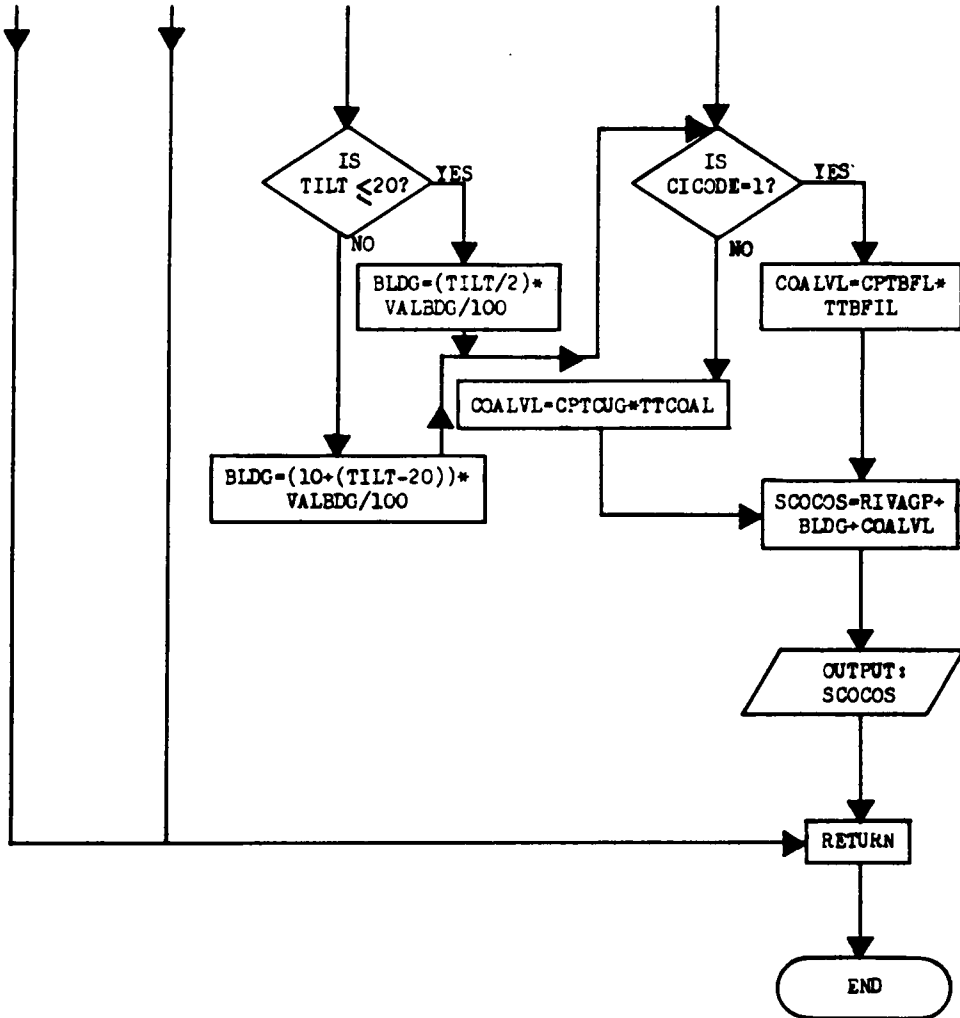 IS
TILT ≤20?
YES
NO
BLDG=(TILT/2)*
VALBDG/100
BLDG=(10+(TILT-20))*
VALBDG/100
IS
CICODE=1?
YES
NO
COALVL=CPTBFL*
TTBFIL
COALVL=CPTCUG*TTCOAL
SCOCOS=RIVAGP+
BLDG+COALVL
OUTPUT:
SCOCOS
RETURN
END